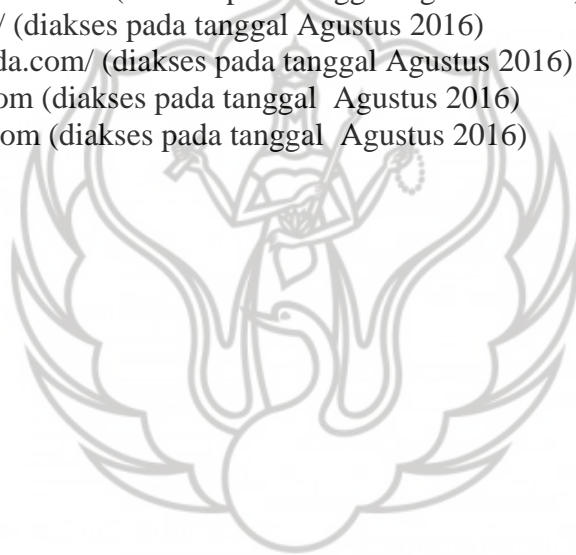 / (diakses pada tanggal Agustus 2016)
da.com/ (diakses pada tanggal Agustus 2016)
om (diakses pada tanggal  Agustus 2016)
om (diakses pada tanggal  Agustus 2016)